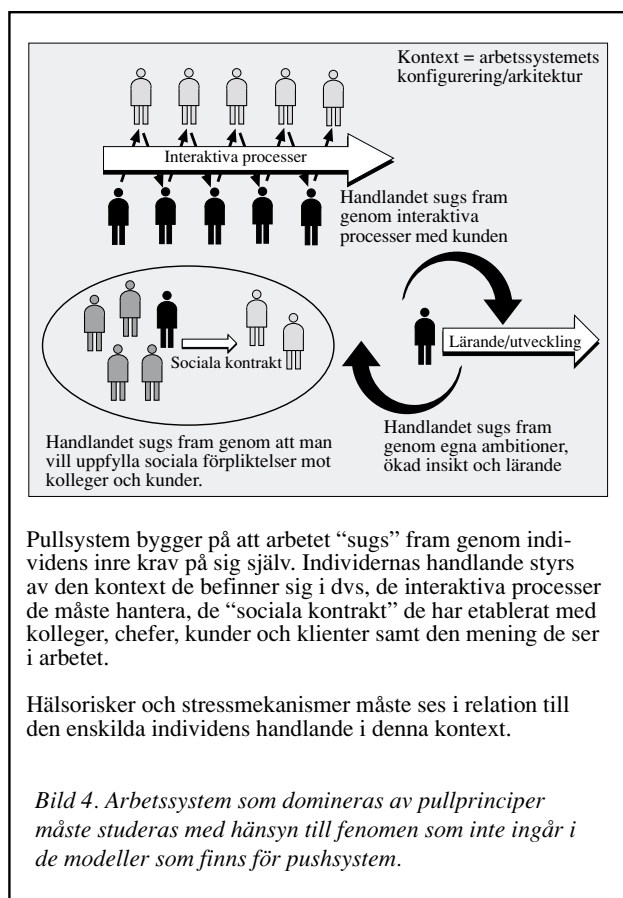 Kontext = arbetssystemets
konfigurering/arkitektur
Interaktiva processer
Handlandet sugs fram
genom interaktiva
processer med kunden
Sociala kontrakt
Handlandet sugs fram genom att man
vill uppfylla sociala förpliktelser mot
kolleger och kunder.
Lärande/utveckling
Handlandet sugs fram
genom egna ambitioner,
ökad insikt och lärande
Pullsystem bygger på att arbetet “sugs” fram genom indi-
videns inre krav på sig själv. Individernas handlande styrs
av den kontext de befinner sig i dvs, de interaktiva processer
de måste hantera, de “sociala kontrakt” de har etablerat med
kolleger, chefer, kunder och klienter samt den mening de ser
i arbetet.
Hälsorisker och stressmekanismer måste ses i relation till
den enskilda individens handlande i denna kontext.
Bild 4. Arbetssystem som domineras av pullprinciper
måste studeras med hänsyn till fenomen som inte ingår i
de modeller som finns för pushsystem.